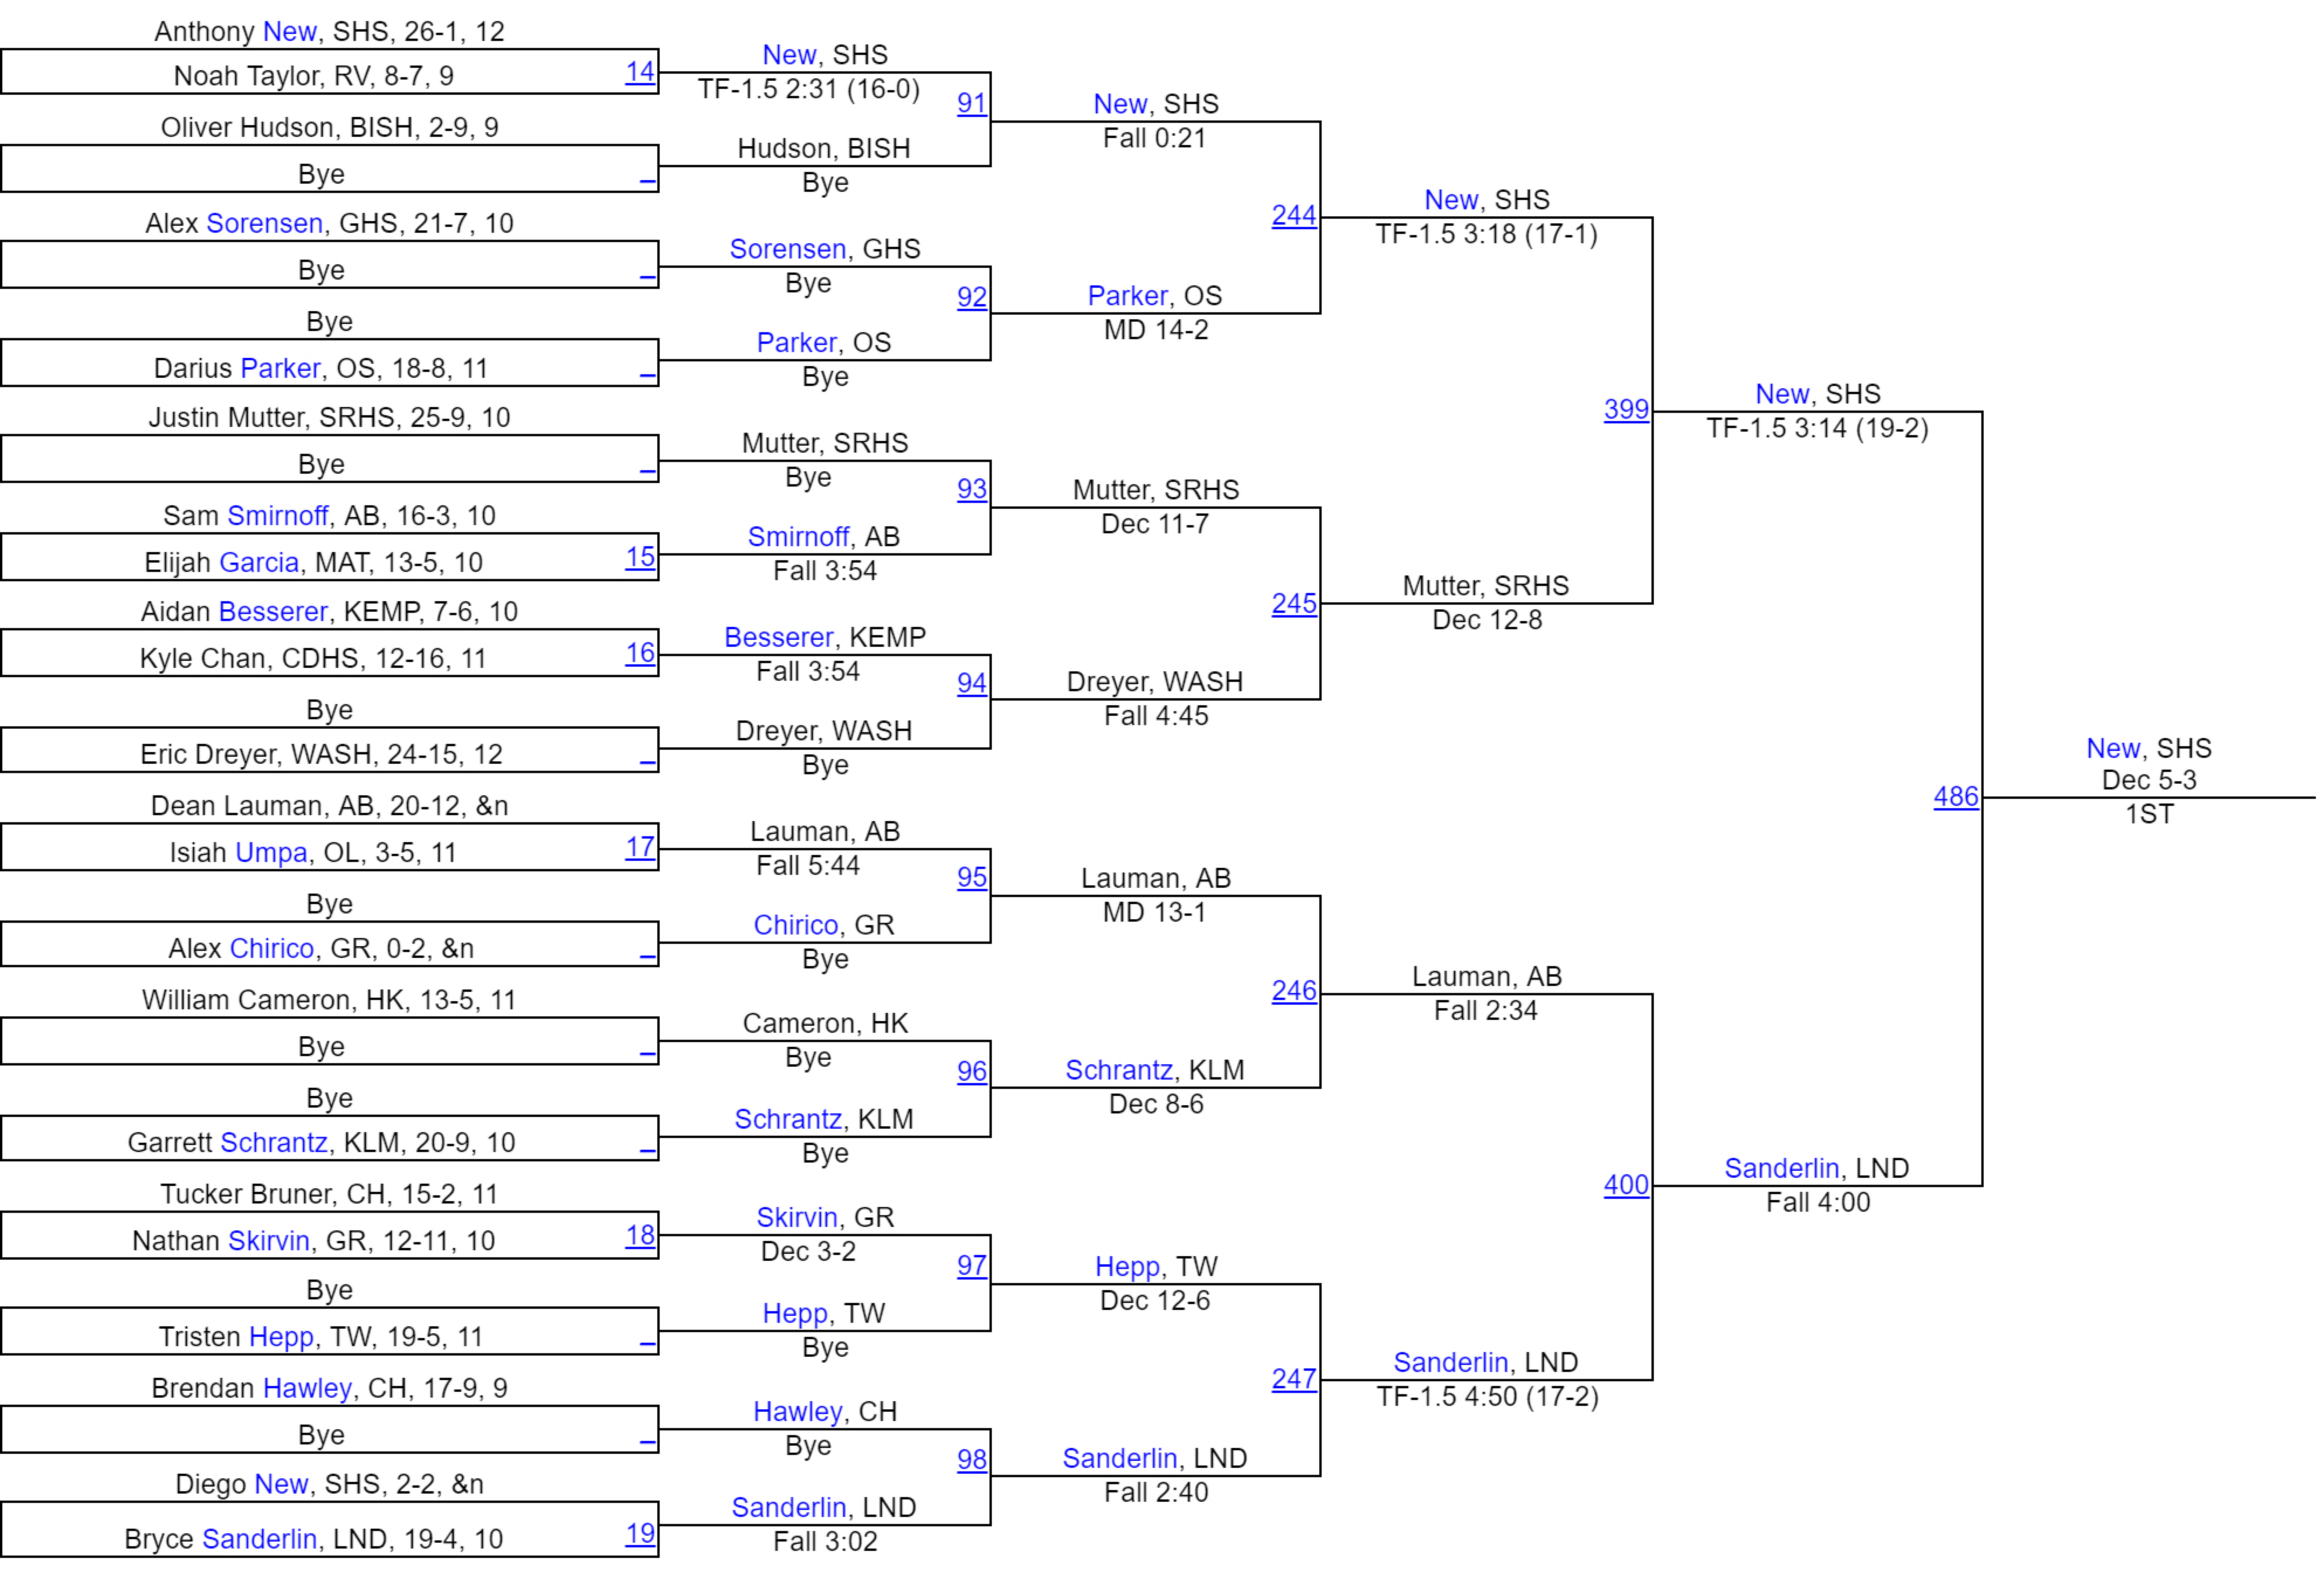 Anthony New, SHS, 26-1, 12
Noah Taylor, RV, 8-7, 9
14
Oliver Hudson, BISH, 2-9, 9
Bye
Alex Sorensen, GHS, 21-7, 10
Bye
Bye
Darius Parker, OS, 18-8, 11
Justin Mutter, SRHS, 25-9, 10
Bye
Sam Smirnoff, AB, 16-3, 10
Elijah Garcia, MAT, 13-5, 10
15
Aidan Besserer, KEMP, 7-6, 10
Kyle Chan, CDHS, 12-16, 11
16
Bye
Eric Dreyer, WASH, 24-15, 12
Dean Lauman, AB, 20-12, &n
Isiah Umpa, OL, 3-5, 11
17
Bye
Alex Chirico, GR, 0-2, &n
William Cameron, HK, 13-5, 11
Bye
Bye
Garrett Schrantz, KLM, 20-9, 10
Tucker Bruner, CH, 15-2, 11
Nathan Skirvin, GR, 12-11, 10
18
Bye
Tristen Hepp, TW, 19-5, 11
Brendan Hawley, CH, 17-9, 9
Bye
Diego New, SHS, 2-2, &n
Bryce Sanderlin, LND, 19-4, 10
19
New, SHS
TF-1.5 2:31 (16-0)
91
Hudson, BISH
Bye
Sorensen, GHS
Bye
92
Parker, OS
Bye
Mutter, SRHS
Bye
93
Smirnoff, AB
Fall 3:54
Besserer, KEMP
Fall 3:54
94
Dreyer, WASH
Bye
Lauman, AB
Fall 5:44
95
Chirico, GR
Bye
Cameron, HK
Bye
96
Schrantz, KLM
Bye
Skirvin, GR
Dec 3-2
97
Hepp, TW
Bye
Hawley, CH
Bye
98
Sanderlin, LND
Fall 3:02
New, SHS
Fall 0:21
244
Parker, OS
MD 14-2
Mutter, SRHS
Dec 11-7
245
Dreyer, WASH
Fall 4:45
Lauman, AB
MD 13-1
246
Schrantz, KLM
Dec 8-6
Hepp, TW
Dec 12-6
247
Sanderlin, LND
Fall 2:40
New, SHS
TF-1.5 3:18 (17-1)
399
Mutter, SRHS
Dec 12-8
Lauman, AB
Fall 2:34
400
Sanderlin, LND
TF-1.5 4:50 (17-2)
New, SHS
TF-1.5 3:14 (19-2)
486
Sanderlin, LND
Fall 4:00
New, SHS
Dec 5-3
1ST